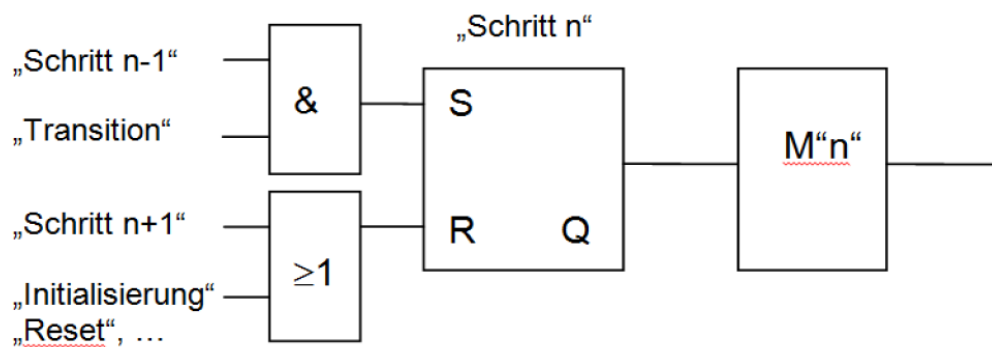 „Schritt n“
„Schritt n-1“
„Transition“
&
S
M“n“
„Schritt n+1“
R Q
≥1
„Initialisierung“
„Reset“, …